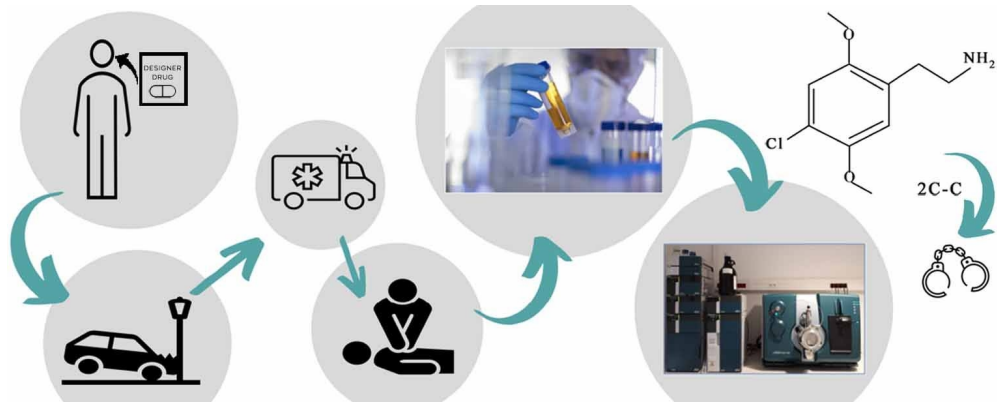 DESIGNER
DRUG
O
NH2
Cl
O
2C-C